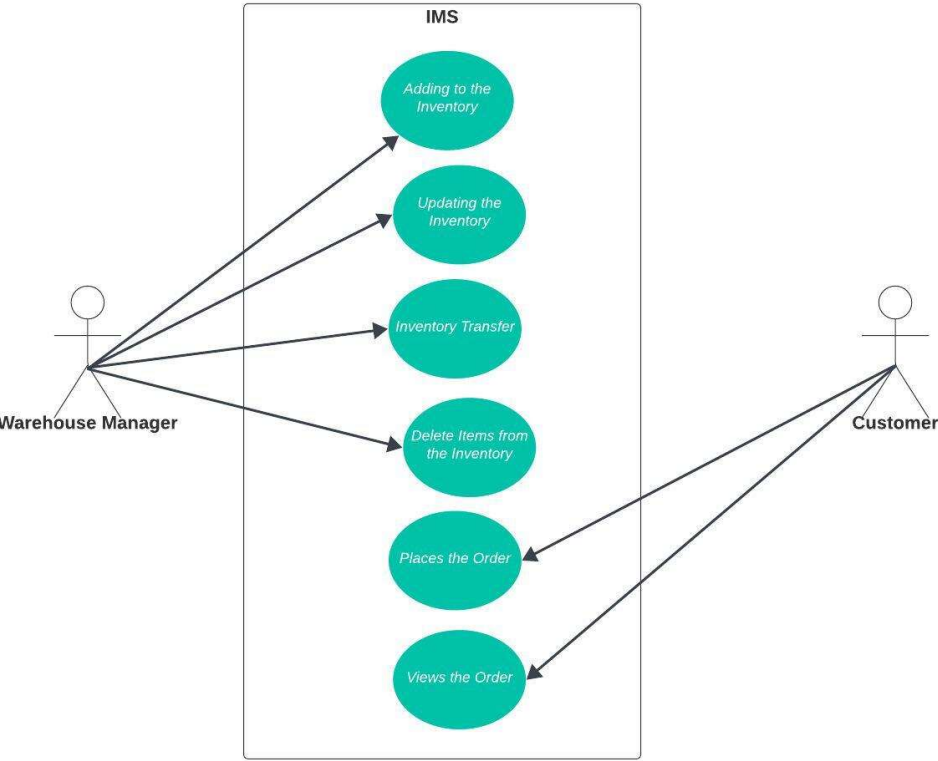 IMS
Adding to the
Inventory
Updating the
Inventory
Inventory Transfer
Warehouse Manager
Customer
Delete Items from
the Inventory
Places the Order
Views the Order